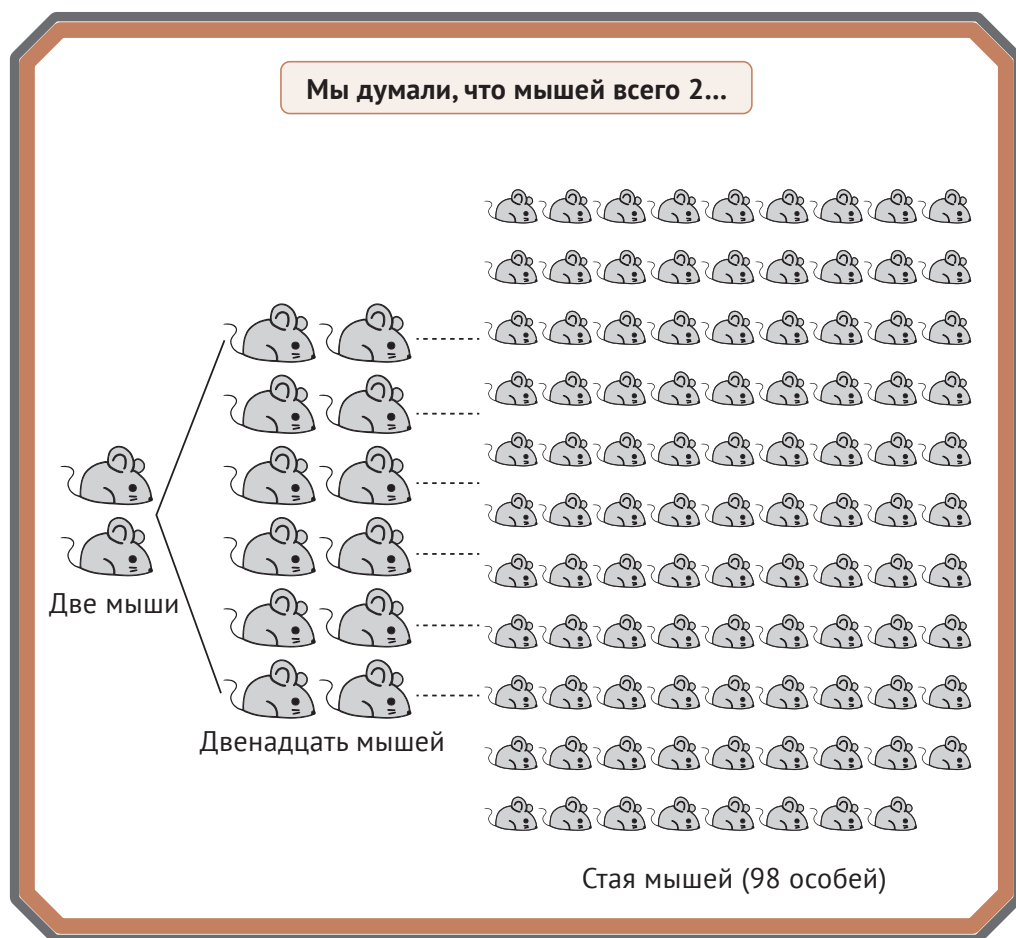 Мы думали, что мышей всего 2...
Две мыши
Двенадцать мышей
Стая мышей (98 особей)